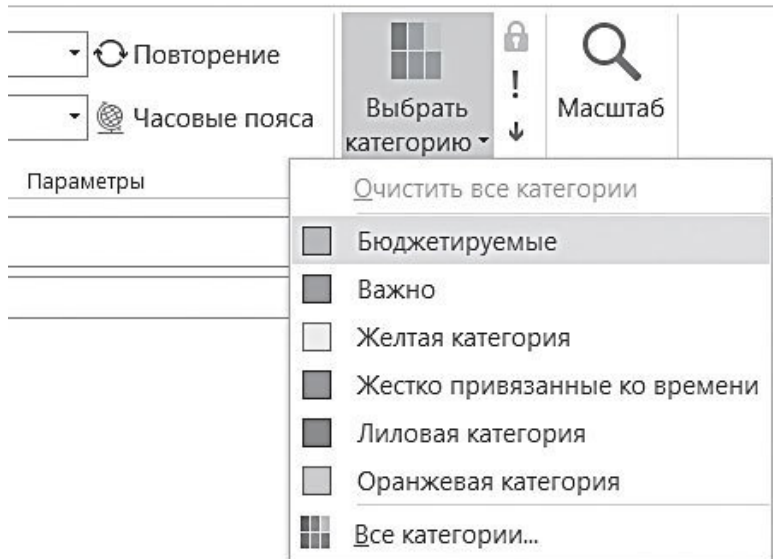 Повторение
Часовые пояса
Параметры
Выбрать
категорию
!
Масштаб
Очистить все категории
Бюджетируемые
Важно
Желтая категория
Жестко привязанные ко времени
Лиловая категория
Оранжевая категория
Все категории...